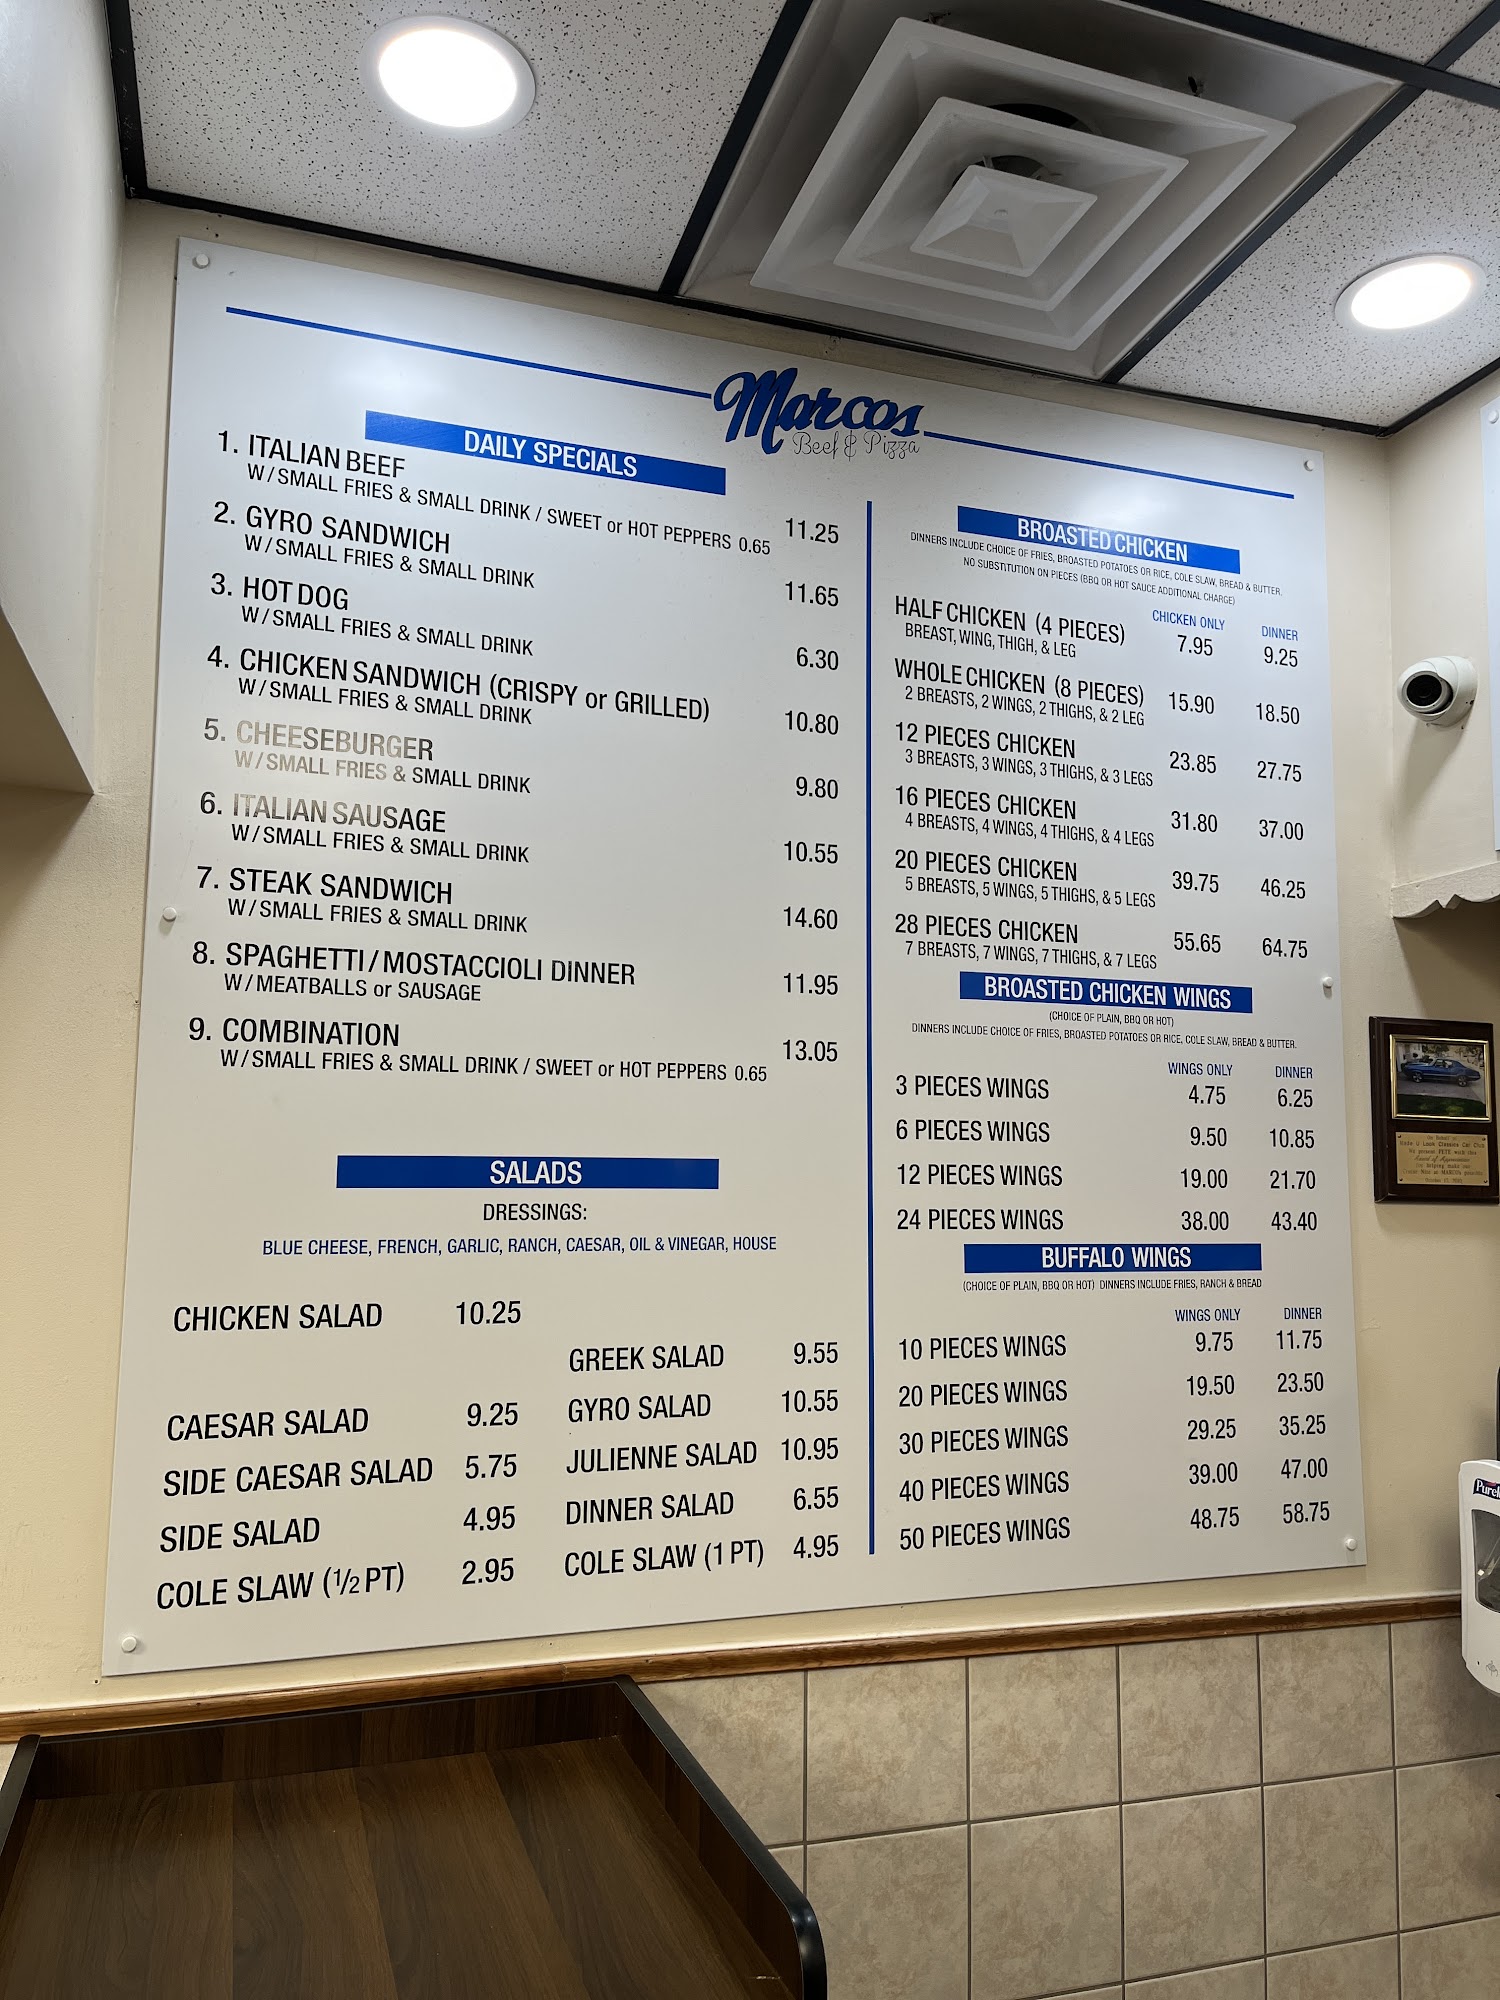 Marcos
Beef & Pizza
DAILY SPECIALS
1. ITALIAN BEEF
W/SMALL FRIES & SMALL DRINK / SWEET or HOT PEPPERS 0.65 11.25
2. GYRO SANDWICH
W/SMALL FRIES & SMALL DRINK 11.65
3. HOT DOG
W/SMALL FRIES & SMALL DRINK 6.30
4. CHICKEN SANDWICH (CRISPY or GRILLED)
W/SMALL FRIES & SMALL DRINK 10.80
5. CHEESEBURGER
W/SMALL FRIES & SMALL DRINK 9.80
6. ITALIAN SAUSAGE
W/SMALL FRIES & SMALL DRINK 10.55
7. STEAK SANDWICH
W/SMALL FRIES & SMALL DRINK 14.60
8. SPAGHETTI/MOSTACCIOLI DINNER
W/MEATBALLS or SAUSAGE 11.95
9. COMBINATION 13.05
W/SMALL FRIES & SMALL DRINK / SWEET or HOT PEPPERS 0.65
SALADS
DRESSINGS:
BLUE CHEESE, FRENCH, GARLIC, RANCH, CAESAR, OIL & VINEGAR, HOUSE
CHICKEN SALAD 10.25
CAESAR SALAD 9.25
SIDE CAESAR SALAD 5.75
SIDE SALAD 4.95
COLE SLAW (1/2 PT) 2.95
GREEK SALAD 9.55
GYRO SALAD 10.55
JULIENNE SALAD 10.95
DINNER SALAD 6.55
COLE SLAW (1 PT) 4.95
BROASTED CHICKEN
DINNERS INCLUDE CHOICE OF FRIES, BROASTED POTATOES OR RICE, COLE SLAW, BREAD & BUTTER.
NO SUBSTITUTION ON PIECES (BBQ OR HOT SAUCE ADDITIONAL CHARGE)
CHICKEN ONLY DINNER
HALF CHICKEN (4 PIECES) 7.95 9.25
BREAST, WING, THIGH, & LEG
WHOLE CHICKEN (8 PIECES) 15.90 18.50
2 BREASTS, 2 WINGS, 2 THIGHS, & 2 LEG
12 PIECES CHICKEN 23.85 27.75
3 BREASTS, 3 WINGS, 3 THIGHS, & 3 LEGS
16 PIECES CHICKEN 31.80 37.00
4 BREASTS, 4 WINGS, 4 THIGHS, & 4 LEGS
20 PIECES CHICKEN 39.75 46.25
5 BREASTS, 5 WINGS, 5 THIGHS, & 5 LEGS
28 PIECES CHICKEN 55.65 64.75
7 BREASTS, 7 WINGS, 7 THIGHS, & 7 LEGS
BROASTED CHICKEN WINGS
(CHOICE OF PLAIN, BBQ OR HOT)
DINNERS INCLUDE CHOICE OF FRIES, BROASTED POTATOES OR RICE, COLE SLAW, BREAD & BUTTER.
WINGS ONLY DINNER
3 PIECES WINGS 4.75 6.25
6 PIECES WINGS 9.50 10.85
12 PIECES WINGS 19.00 21.70
24 PIECES WINGS 38.00 43.40
BUFFALO WINGS
(CHOICE OF PLAIN, BBQ OR HOT) DINNERS INCLUDE FRIES, RANCH & BREAD
WINGS ONLY DINNER
10 PIECES WINGS 9.75 11.75
20 PIECES WINGS 19.50 23.50
30 PIECES WINGS 29.25 35.25
40 PIECES WINGS 39.00 47.00
50 PIECES WINGS 48.75 58.75